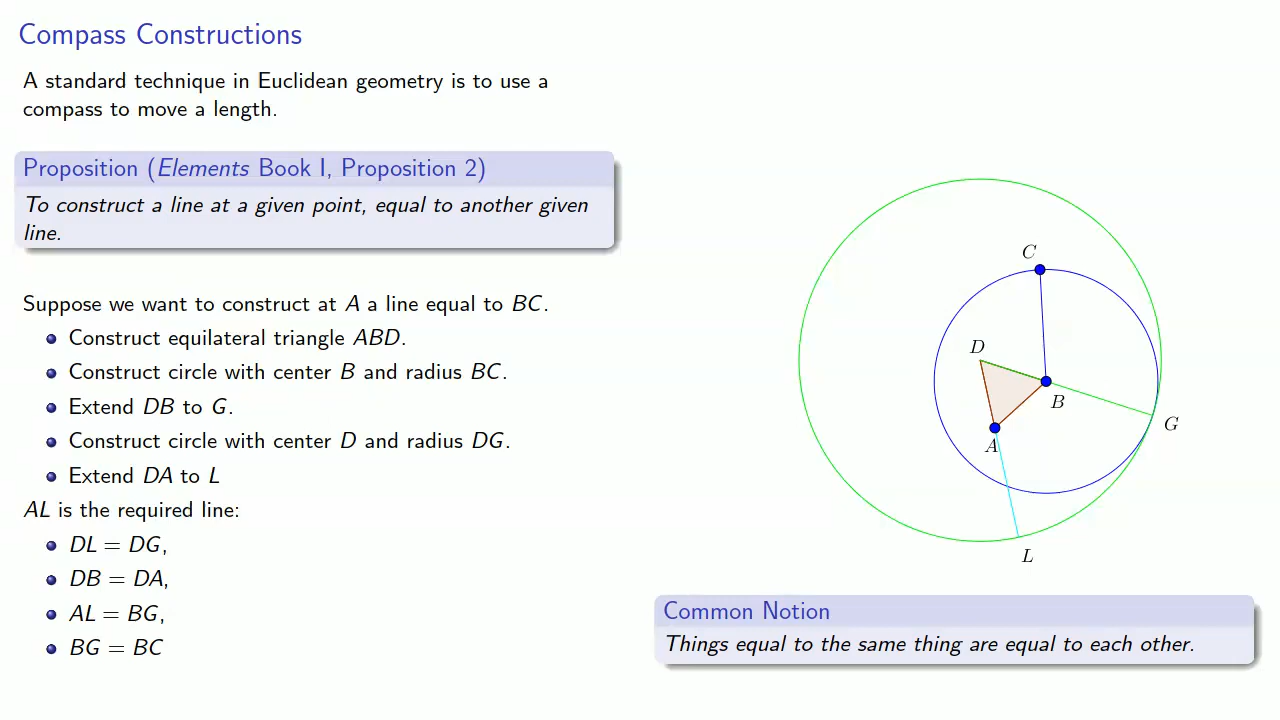 Compass Constructions
A standard technique in Euclidean geometry is to use a
compass to move a length.
Proposition (Elements Book I, Proposition 2)
To construct a line at a given point, equal to another given
line.
Suppose we want to construct at A a line equal to BC.
Construct equilateral triangle ABD.
Construct circle with center B and radius BC.
Extend DB to G.
Construct circle with center D and radius DG.
Extend DA to L
AL is the required line:
DL = DG,
DB = DA,
AL = BG,
BG = BC
C
D
B
G
A
L
Common Notion
Things equal to the same thing are equal to each other.